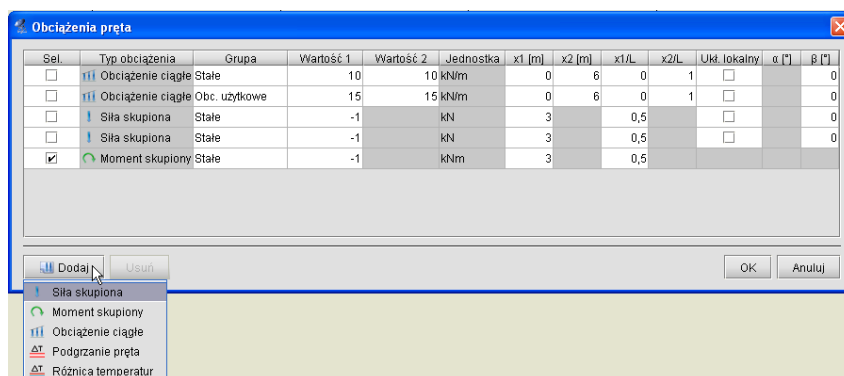 Obciążenia pręta
Sel. Typ obciążenia Grupa Wartość 1 Wartość 2 Jednostka x1 [m] x2 [m] x1/L x2/L Ukł. lokalny α [°] β [°]
Obciążenie ciągłe Stałe 10 10 kN/m 0 6 0 1 0
Obciążenie ciągłe Obc. użytkowe 15 15 kN/m 0 6 0 1 0
Siła skupiona Stałe -1 kN 3 0,5 0
Siła skupiona Stałe -1 kN 3 0,5 0
Moment skupiony Stałe -1 kNm 3 0,5
Dodaj Usuń OK Anuluj
Siła skupiona
Moment skupiony
Obciążenie ciągłe
ΔT Podgrzanie pręta
ΔT Różnica temperatur